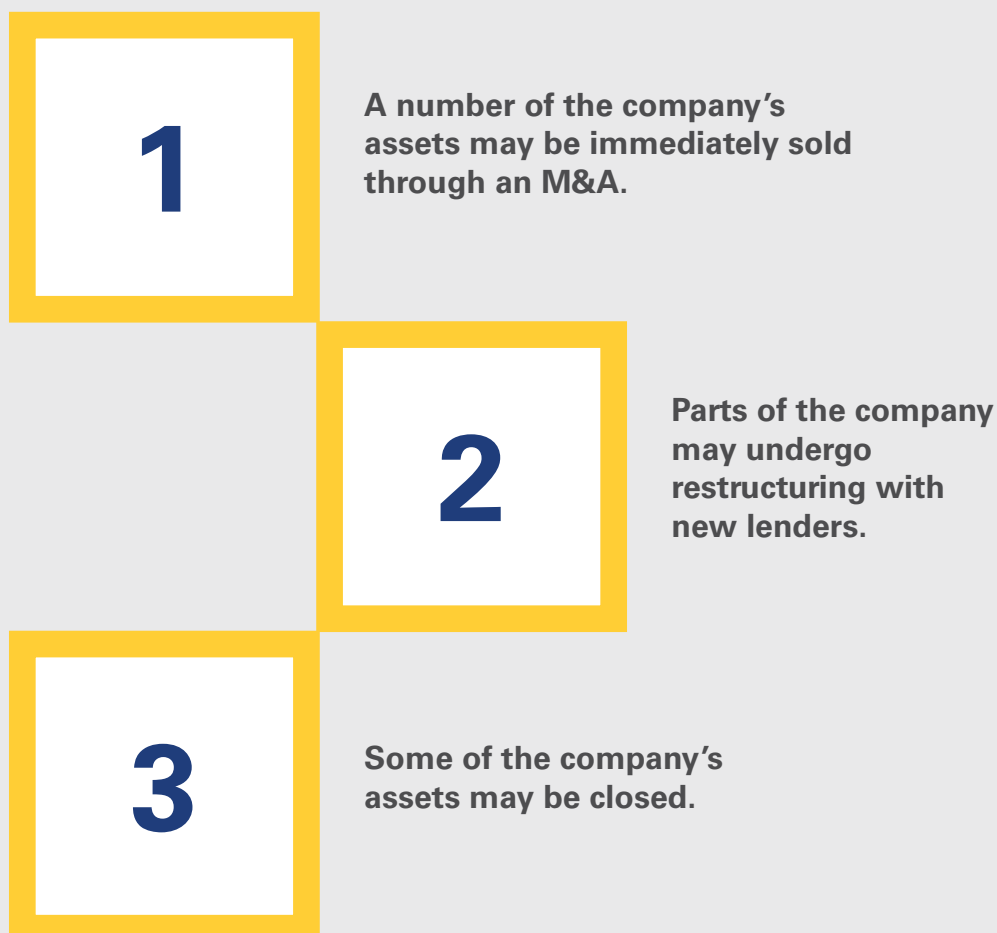 1
A number of the company’s
assets may be immediately sold
through an M&A.
2
Parts of the company
may undergo
restructuring with
new lenders.
3
Some of the company’s
assets may be closed.